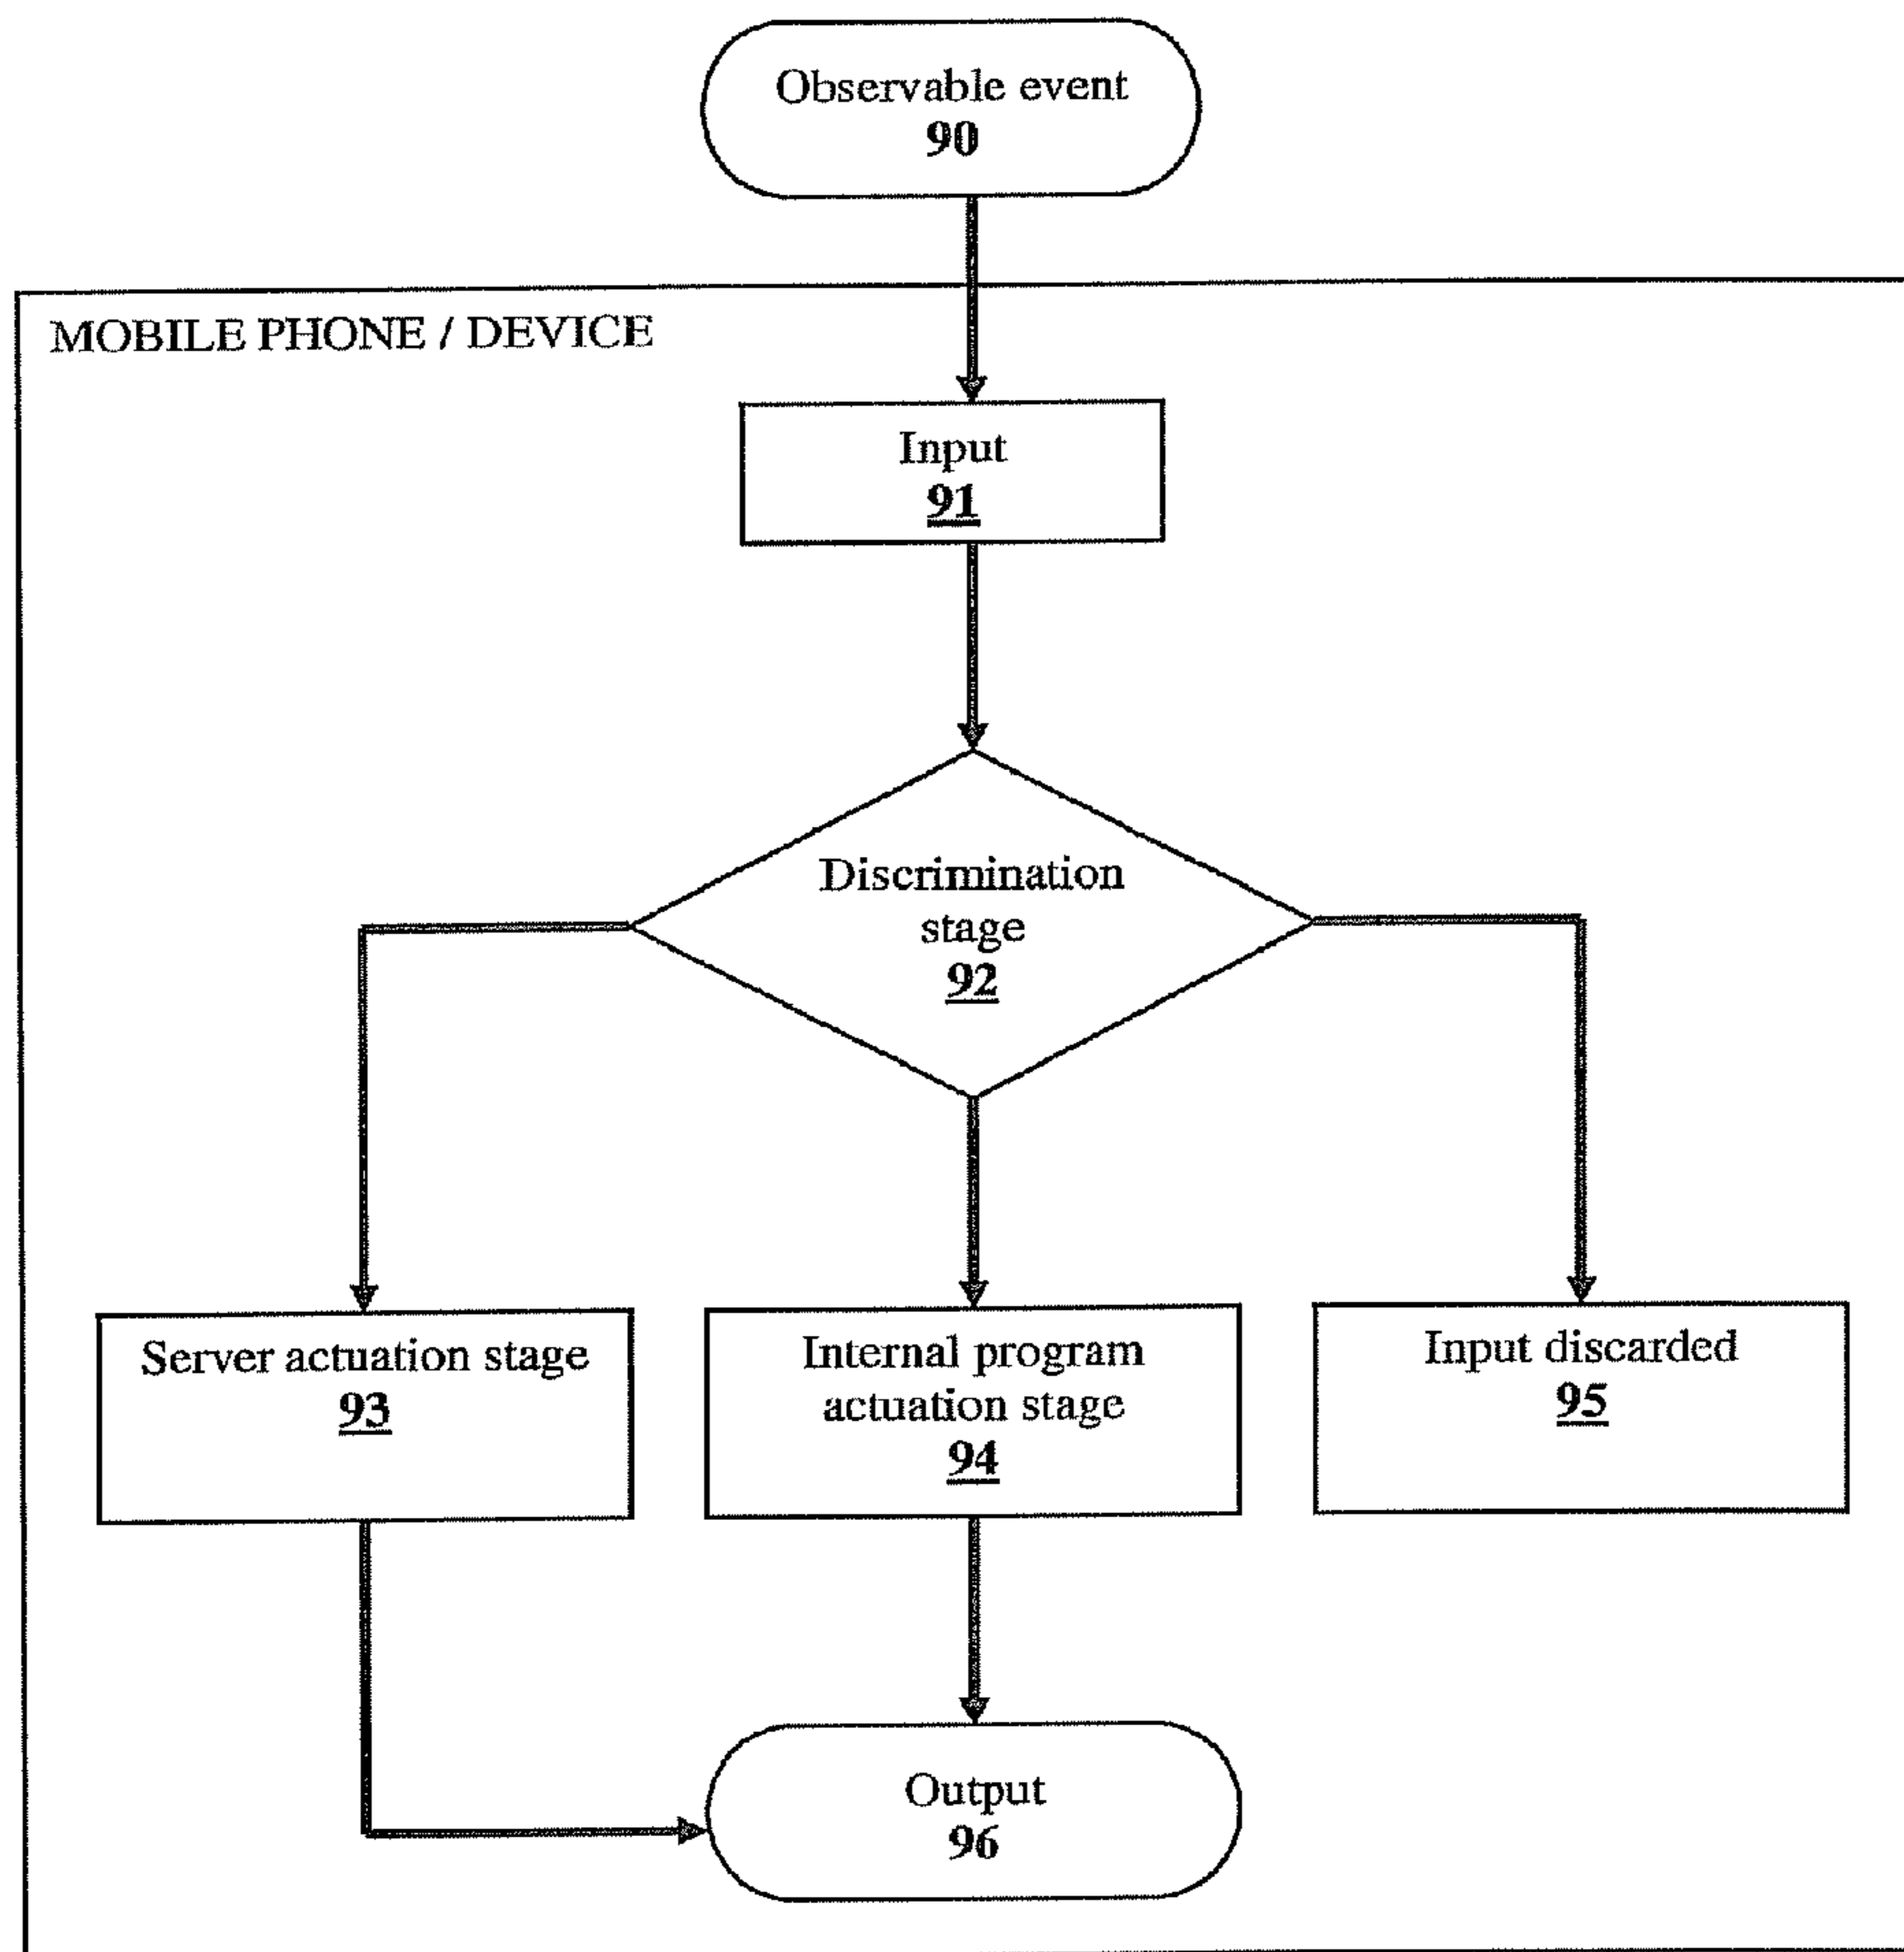 Observable event
90
MOBILE PHONE / DEVICE
Input
91
Discrimination
stage
92
Server actuation stage
93
Internal program
actuation stage
94
Input discarded
95
Output
96